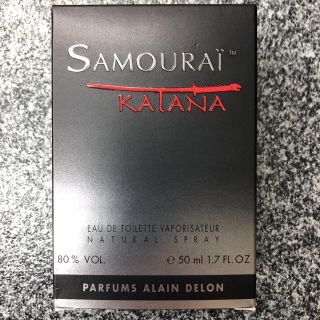 SAMOURAÏ™
KATANA
EAU DE TOILETTE VAPORISATEUR
NATURAL SPRAY
80% VOL. ℮ 50 ml 1.7 FL.OZ
PARFUMS ALAIN DELON